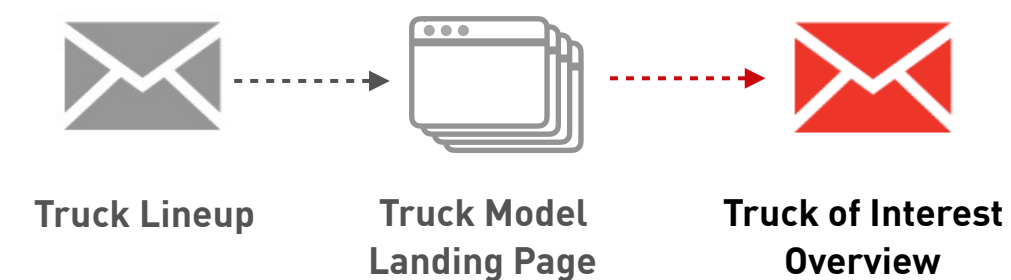 Truck Lineup
Truck Model
Landing Page
Truck of Interest
Overview